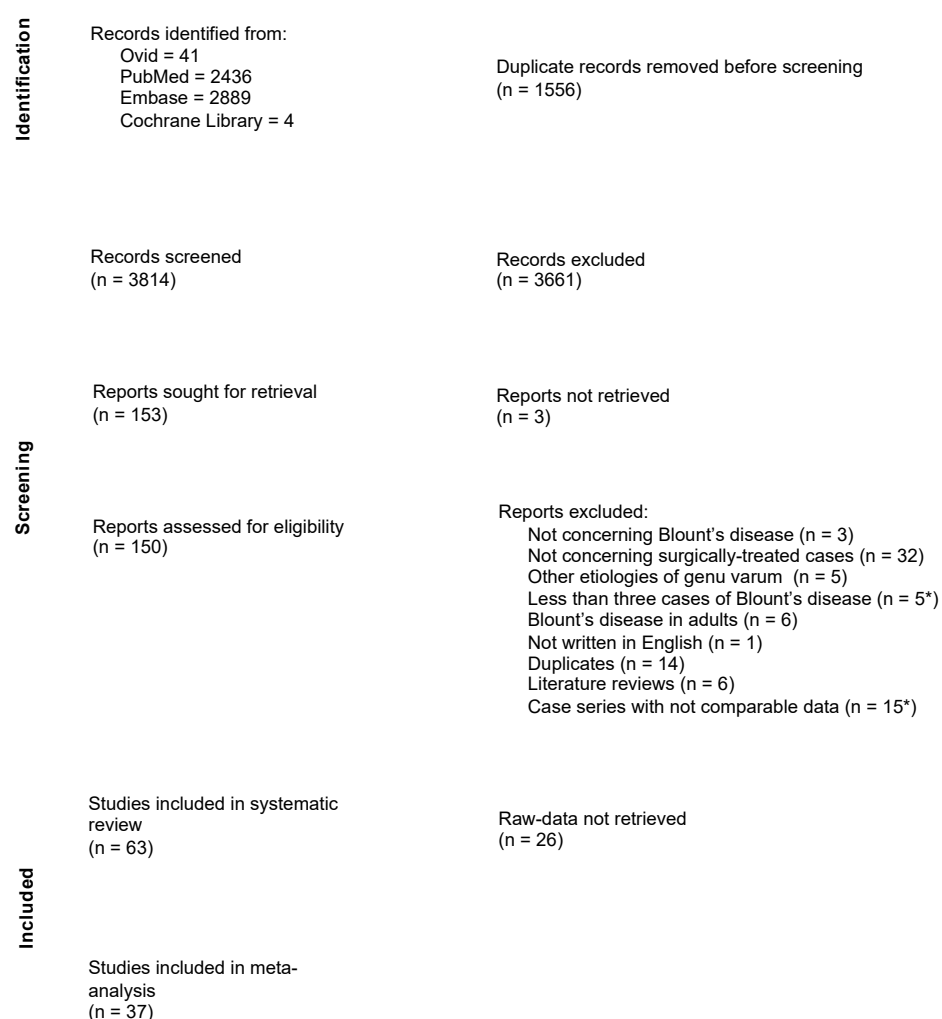 Identification
Records identified from:
Ovid = 41
PubMed = 2436
Embase = 2889
Cochrane Library = 4
Duplicate records removed before screening
(n = 1556)
Screening
Records screened
(n = 3814)
Records excluded
(n = 3661)
Reports sought for retrieval
(n = 153)
Reports not retrieved
(n = 3)
Reports assessed for eligibility
(n = 150)
Reports excluded:
Not concerning Blount's disease (n = 3)
Not concerning surgically-treated cases (n = 32)
Other etiologies of genu varum  (n = 5)
Less than three cases of Blount's disease (n = 5*)
Blount's disease in adults (n = 6)
Not written in English (n = 1)
Duplicates (n = 14)
Literature reviews (n = 6)
Case series with not comparable data (n = 15*)
Included
Studies included in systematic
review
(n = 63)
Raw-data not retrieved
(n = 26)
Studies included in meta-
analysis
(n = 37)